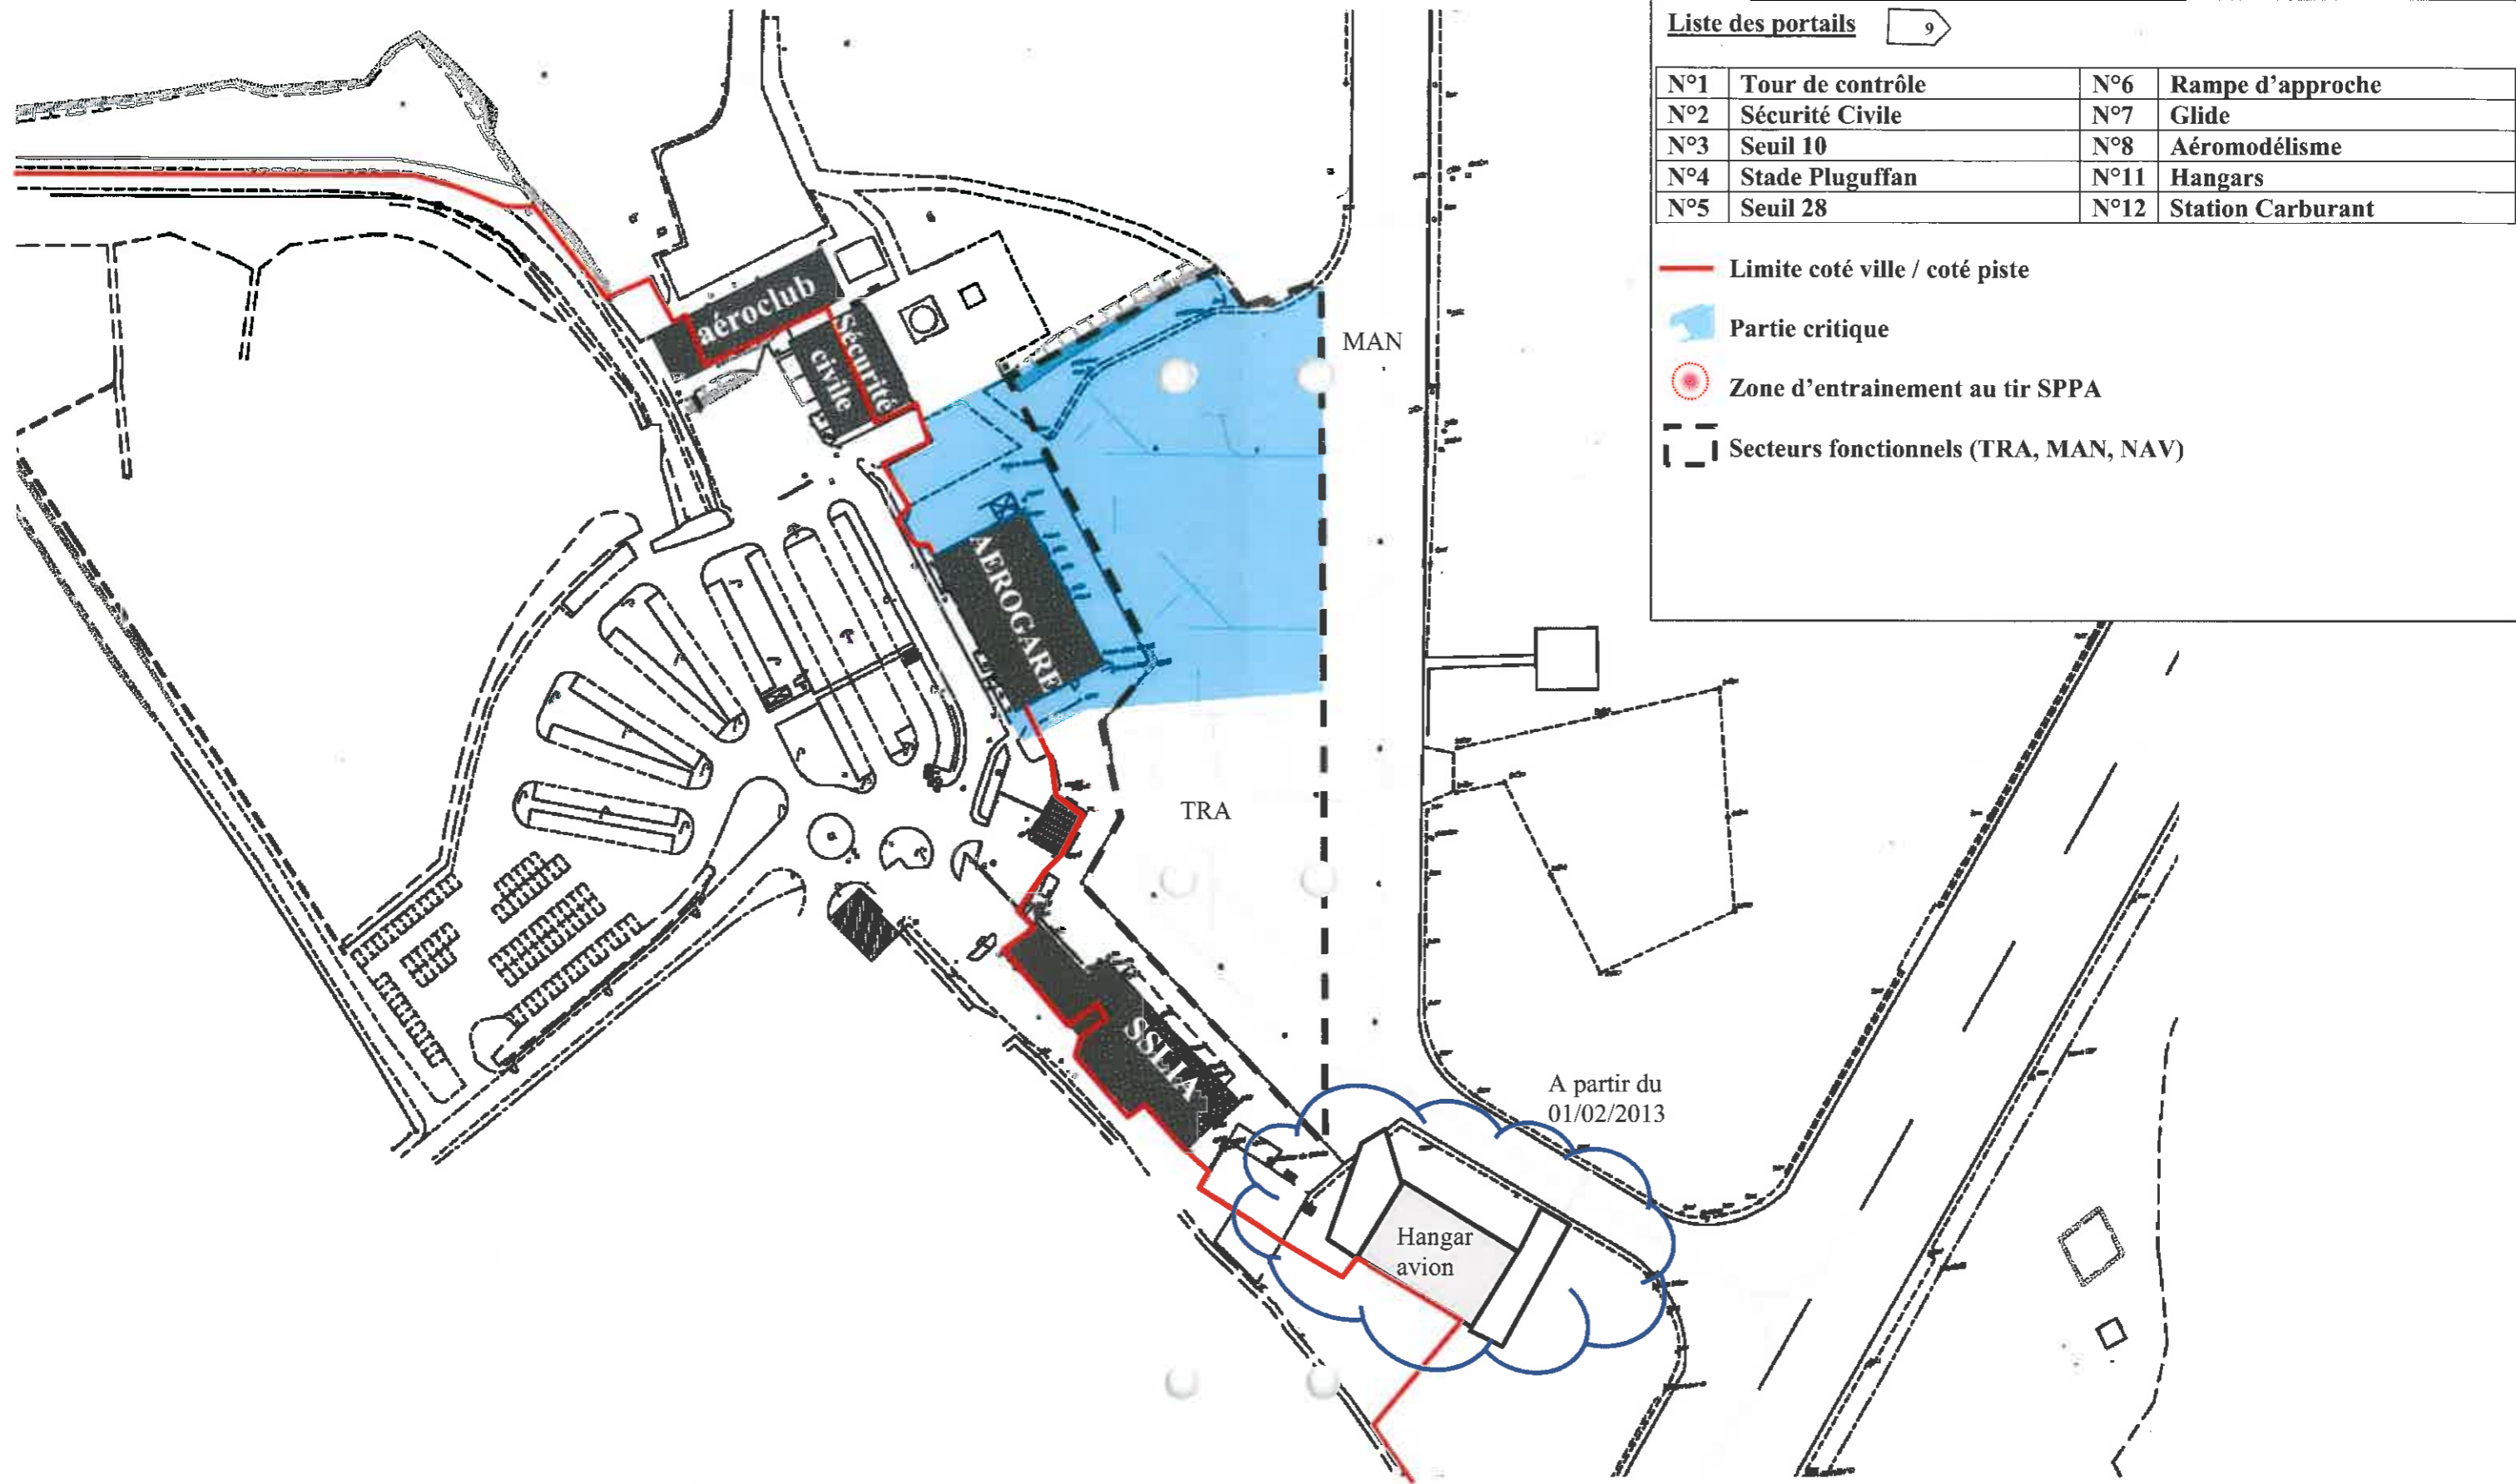 Liste des portails 9
N°1 Tour de contrôle N°6 Rampe d'approche
N°2 Sécurité Civile N°7 Glide
N°3 Seuil 10 N°8 Aéromodélisme
N°4 Stade Pluguffan N°11 Hangars
N°5 Seuil 28 N°12 Station Carburant
Limite coté ville / coté piste
Partie critique
Zone d'entrainement au tir SPPA
Secteurs fonctionnels (TRA, MAN, NAV)
aéroclub
Sécurité
civile
MAN
AEROGARE
TRA
SSLIA
A partir du
01/02/2013
Hangar
avion